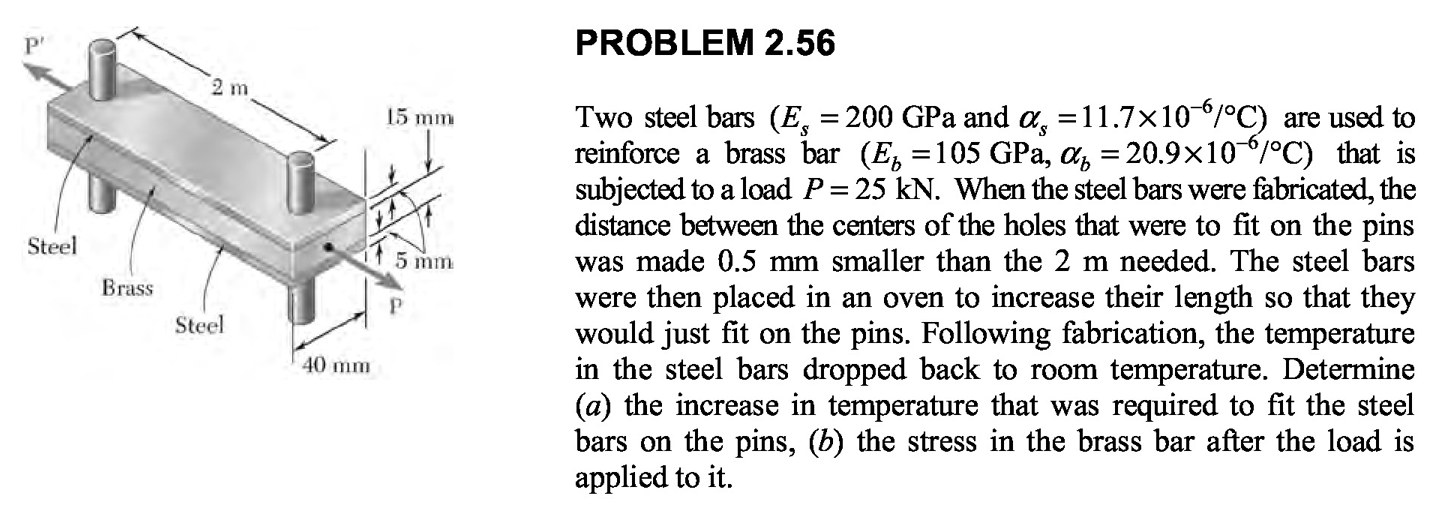 PROBLEM 2.56
P'
2 m
15 mm
Steel
5 mm
Brass
P
Steel
40 mm
Two steel bars (Eₛ = 200 GPa and αₛ = 11.7×10⁻⁶/°C) are used to
reinforce a brass bar (E_b = 105 GPa, α_b = 20.9×10⁻⁶/°C) that is
subjected to a load P = 25 kN. When the steel bars were fabricated, the
distance between the centers of the holes that were to fit on the pins
was made 0.5 mm smaller than the 2 m needed. The steel bars
were then placed in an oven to increase their length so that they
would just fit on the pins. Following fabrication, the temperature
in the steel bars dropped back to room temperature. Determine
(a) the increase in temperature that was required to fit the steel
bars on the pins, (b) the stress in the brass bar after the load is
applied to it.